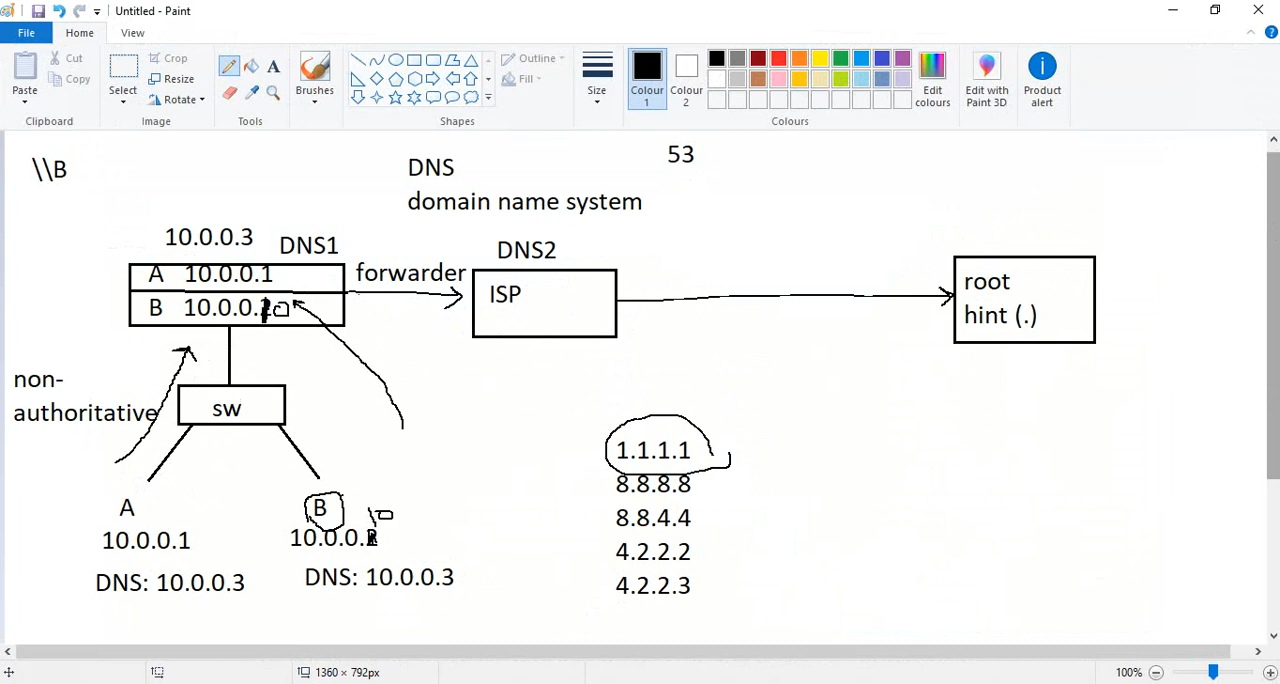 Untitled - Paint
File
Home
View
Paste
Cut
Copy
Clipboard
Select
Crop
Resize
Rotate
Image
A
Tools
Brushes
Shapes
Outline
Fill
Size
Colour
1
Colour
2
Edit
colours
Colours
Edit with
Paint 3D
Product
alert
\\B
DNS
53
domain name system
10.0.0.3
DNS1
A 10.0.0.1
B 10.0.0.
forwarder
DNS2
ISP
root
hint (.)
non-
authoritative
sw
A
10.0.0.1
DNS: 10.0.0.3
B
10.0.0.
DNS: 10.0.0.3
1.1.1.1
8.8.8.8
8.8.4.4
4.2.2.2
4.2.2.3
1360 × 792px
100%